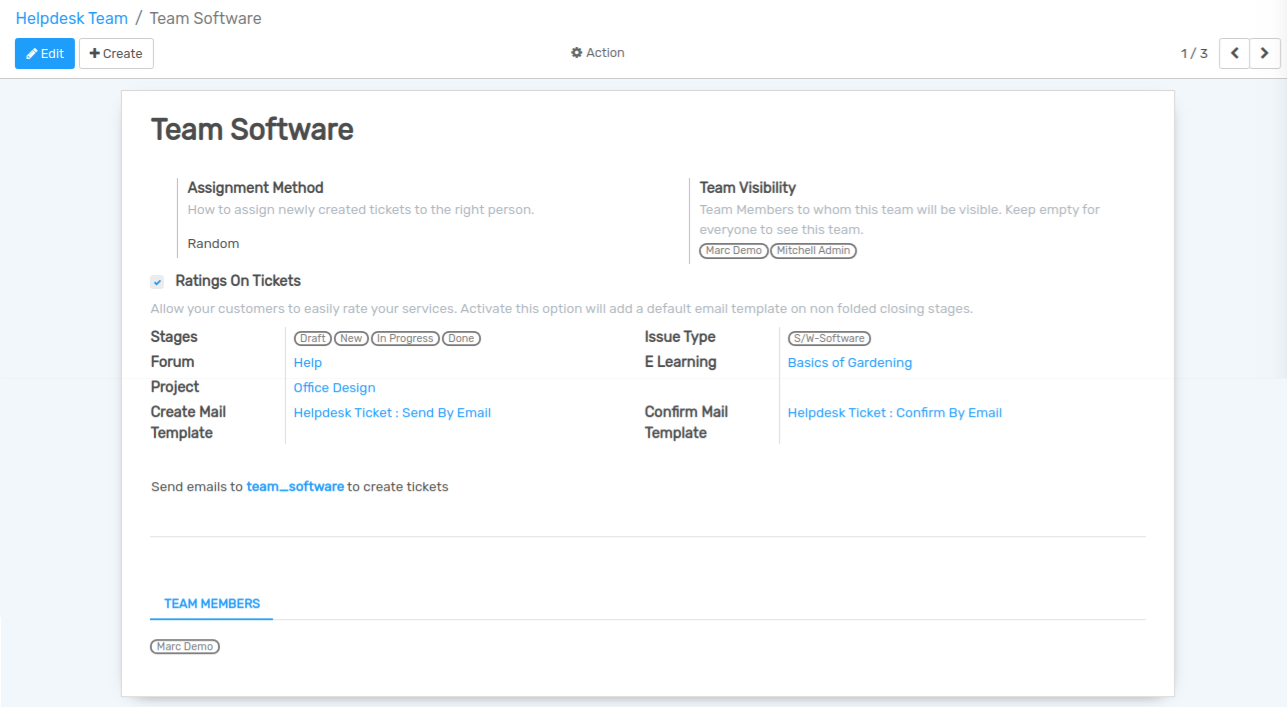 Helpdesk Team / Team Software
Edit
Create
Action
1 / 3
Team Software
Assignment Method
How to assign newly created tickets to the right person.
Random
Team Visibility
Team Members to whom this team will be visible. Keep empty for
everyone to see this team.
Marc Demo Mitchell Admin
Ratings On Tickets
Allow your customers to easily rate your services. Activate this option will add a default email template on non folded closing stages.
Stages Draft New In Progress Done
Forum Help
Project Office Design
Create Mail
Template
Helpdesk Ticket : Send By Email
Issue Type S/W-Software
E Learning Basics of Gardening
Confirm Mail
Template
Helpdesk Ticket : Confirm By Email
Send emails to team_software to create tickets
TEAM MEMBERS
Marc Demo